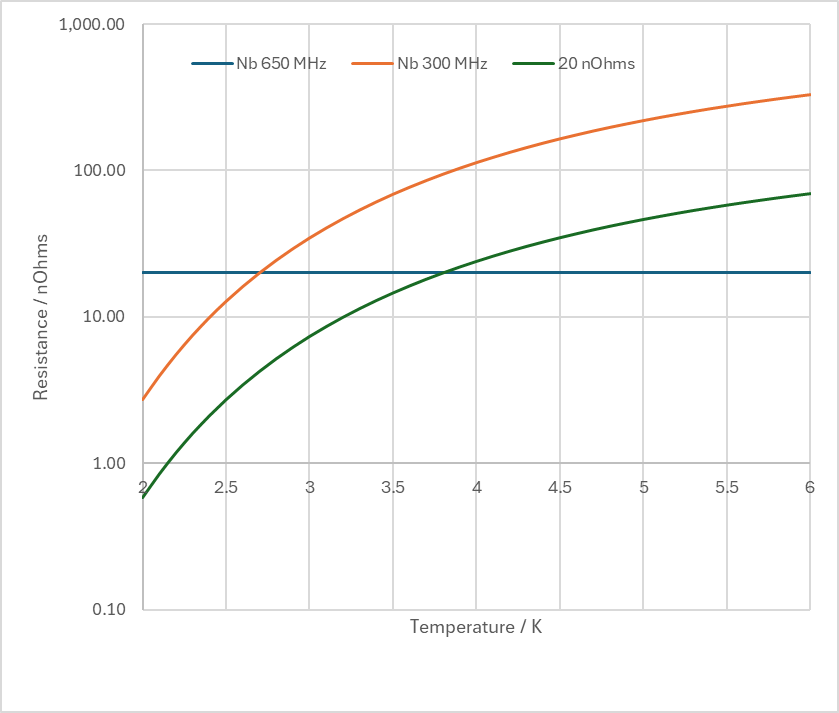 1,000.00
Nb 650 MHz Nb 300 MHz 20 nOhms
100.00
Resistance / nOhms
10.00
1.00
2 2.5 3 3.5 4 4.5 5 5.5 6
0.10
Temperature / K